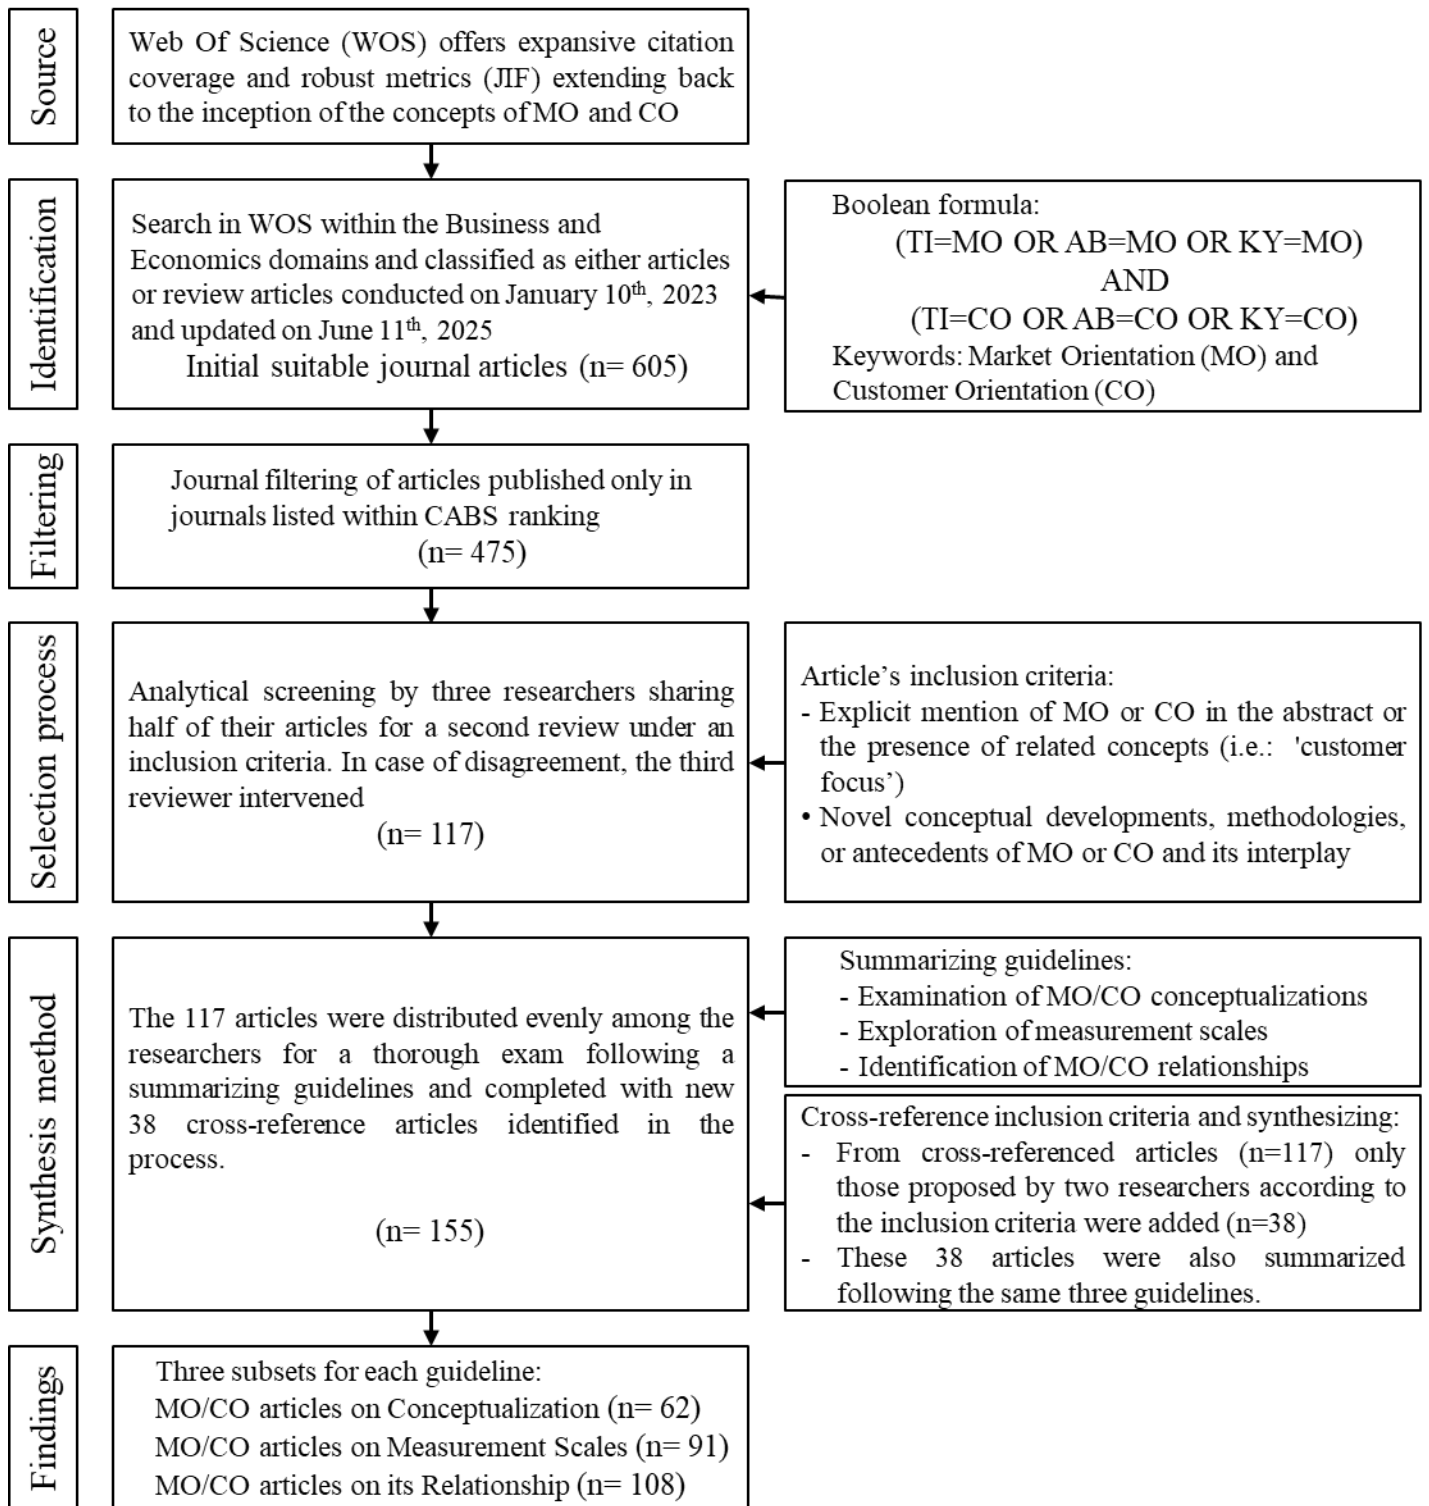 Source
Web Of Science (WOS) offers expansive citation
coverage and robust metrics (JIF) extending back
to the inception of the concepts of MO and CO
Identification
Search in WOS within the Business and
Economics domains and classified as either articles
or review articles conducted on January 10th, 2023
and updated on June 11th, 2025
Initial suitable journal articles (n= 605)
Boolean formula:
(TI=MO OR AB=MO OR KY=MO)
AND
(TI=CO OR AB=CO OR KY=CO)
Keywords: Market Orientation (MO) and
Customer Orientation (CO)
Filtering
Journal filtering of articles published only in
journals listed within CABS ranking
(n= 475)
Selection process
Analytical screening by three researchers sharing
half of their articles for a second review under an
inclusion criteria. In case of disagreement, the third
reviewer intervened
(n= 117)
Article’s inclusion criteria:
- Explicit mention of MO or CO in the abstract or
the presence of related concepts (i.e.: 'customer
focus’)
• Novel conceptual developments, methodologies,
or antecedents of MO or CO and its interplay
Synthesis method
The 117 articles were distributed evenly among the
researchers for a thorough exam following a
summarizing guidelines and completed with new
38 cross-reference articles identified in the
process.
(n= 155)
Summarizing guidelines:
- Examination of MO/CO conceptualizations
- Exploration of measurement scales
- Identification of MO/CO relationships
Cross-reference inclusion criteria and synthesizing:
- From cross-referenced articles (n=117) only
those proposed by two researchers according to
the inclusion criteria were added (n=38)
- These 38 articles were also summarized
following the same three guidelines.
Findings
Three subsets for each guideline:
MO/CO articles on Conceptualization (n= 62)
MO/CO articles on Measurement Scales (n= 91)
MO/CO articles on its Relationship (n= 108)